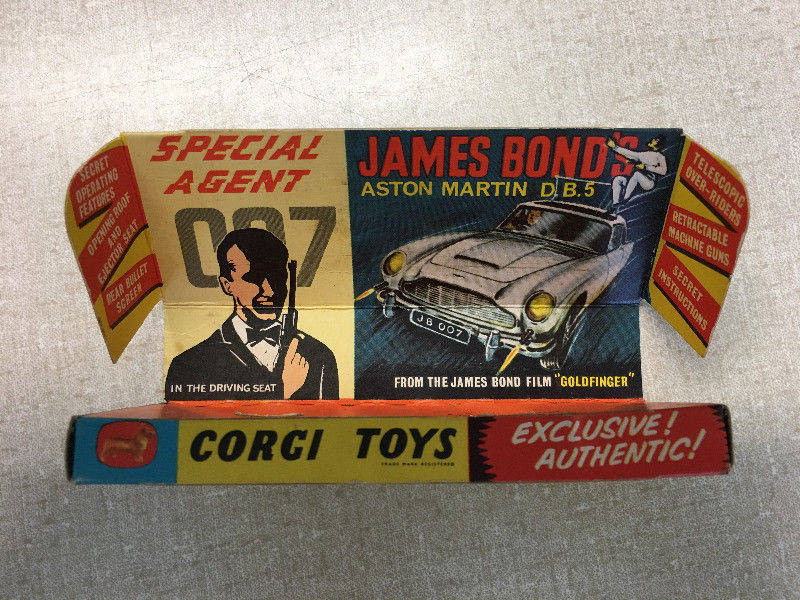 SECRET
OPERATING
FEATURES
OPENING ROOF
AND
EJECTOR SEAT
REAR BULLET
SCREEN
SPECIAL
AGENT
007
IN THE DRIVING SEAT
JAMES BOND'S
ASTON MARTIN D.B.5
JB 007
FROM THE JAMES BOND FILM "GOLDFINGER"
TELESCOPIC
OVER-RIDERS
RETRACTABLE
MACHINE GUNS
SECRET
INSTRUCTIONS
CORGI TOYS
TRADE MARK REGISTERED
EXCLUSIVE!
AUTHENTIC!